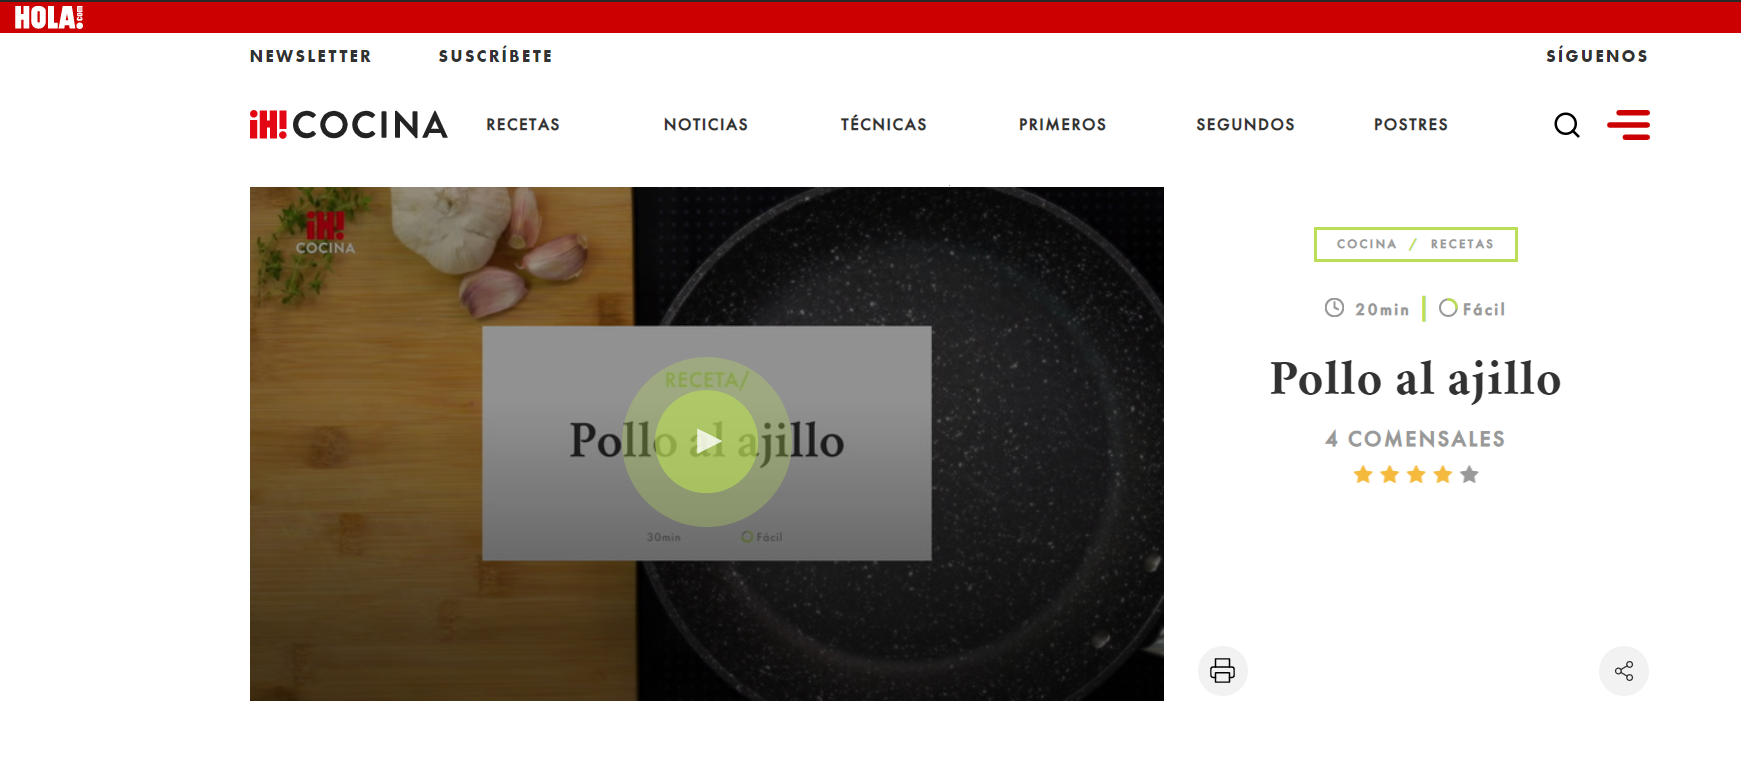 HOLA!.com
NEWSLETTER SUSCRÍBETE SÍGUENOS
¡H! COCINA RECETAS NOTICIAS TÉCNICAS PRIMEROS SEGUNDOS POSTRES
¡H!
COCINA
RECETA/
Pollo al ajillo
30min Fácil
COCINA / RECETAS
20min Fácil
Pollo al ajillo
4 COMENSALES